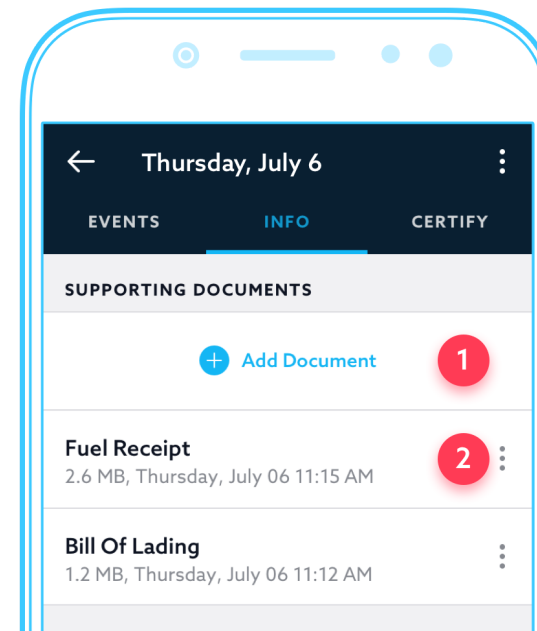 Thursday, July 6
EVENTS INFO CERTIFY
SUPPORTING DOCUMENTS
Add Document 1
Fuel Receipt
2.6 MB, Thursday, July 06 11:15 AM
2
Bill Of Lading
1.2 MB, Thursday, July 06 11:12 AM